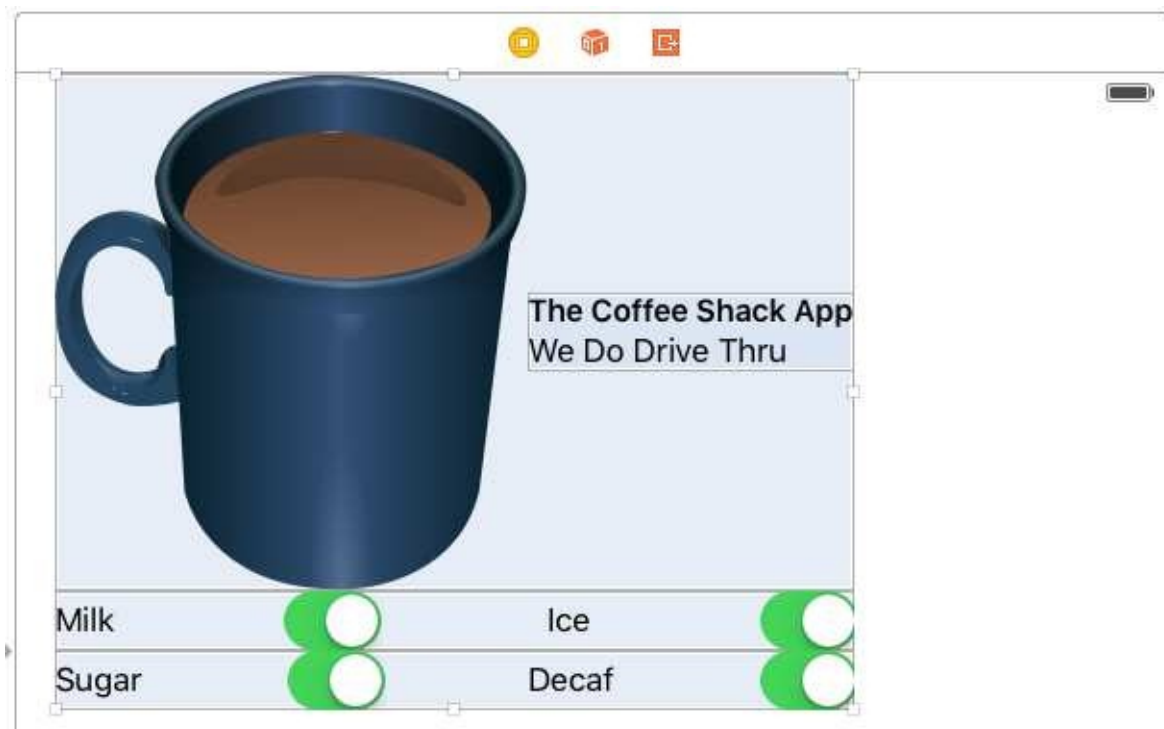 The Coffee Shack App
We Do Drive Thru
Milk
Ice
Sugar
Decaf